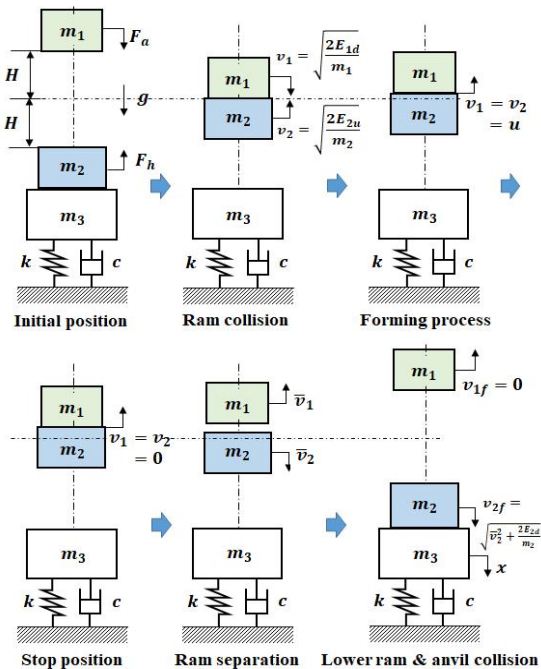 m₁ Fₐ
H
g
H
m₂ Fₕ
m₃
k c
Initial position
m₁ v₁ = √(2E₁d/m₁)
m₂ v₂ = √(2E₂ᵤ/m₂)
m₃
k c
Ram collision
m₁
m₂ v₁ = v₂
= u
m₃
k c
Forming process
m₁
m₂ v₁ = v₂
= 0
m₃
k c
Stop position
m₁ v̅₁
m₂ v̅₂
m₃
k c
Ram separation
m₁
v₁f = 0
m₂ v₂f =
√(v̅₂² + 2E₂d/m₂)
m₃ x
k c
Lower ram & anvil collision